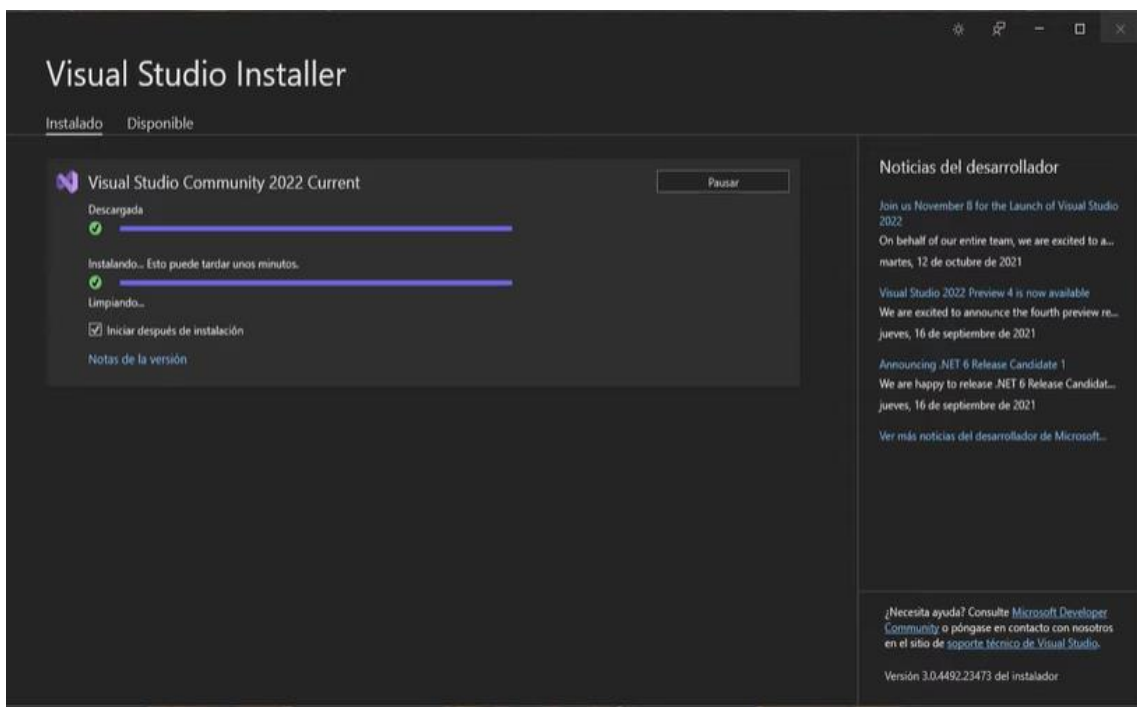 Visual Studio Installer
Instalado
Disponible
Visual Studio Community 2022 Current
Pausar
Descargada
Instalando... Esto puede tardar unos minutos.
Limpiando...
Iniciar después de instalación
Notas de la versión
Noticias del desarrollador
Join us November 8 for the Launch of Visual Studio
2022
On behalf of our entire team, we are excited to a...
martes, 12 de octubre de 2021
Visual Studio 2022 Preview 4 is now available
We are excited to announce the fourth preview re...
jueves, 16 de septiembre de 2021
Announcing .NET 6 Release Candidate 1
We are happy to release .NET 6 Release Candidat...
jueves, 16 de septiembre de 2021
Ver más noticias del desarrollador de Microsoft...
¿Necesita ayuda? Consulte Microsoft Developer
Community o póngase en contacto con nosotros
en el sitio de soporte técnico de Visual Studio.
Versión 3.0.4492.23473 del instalador